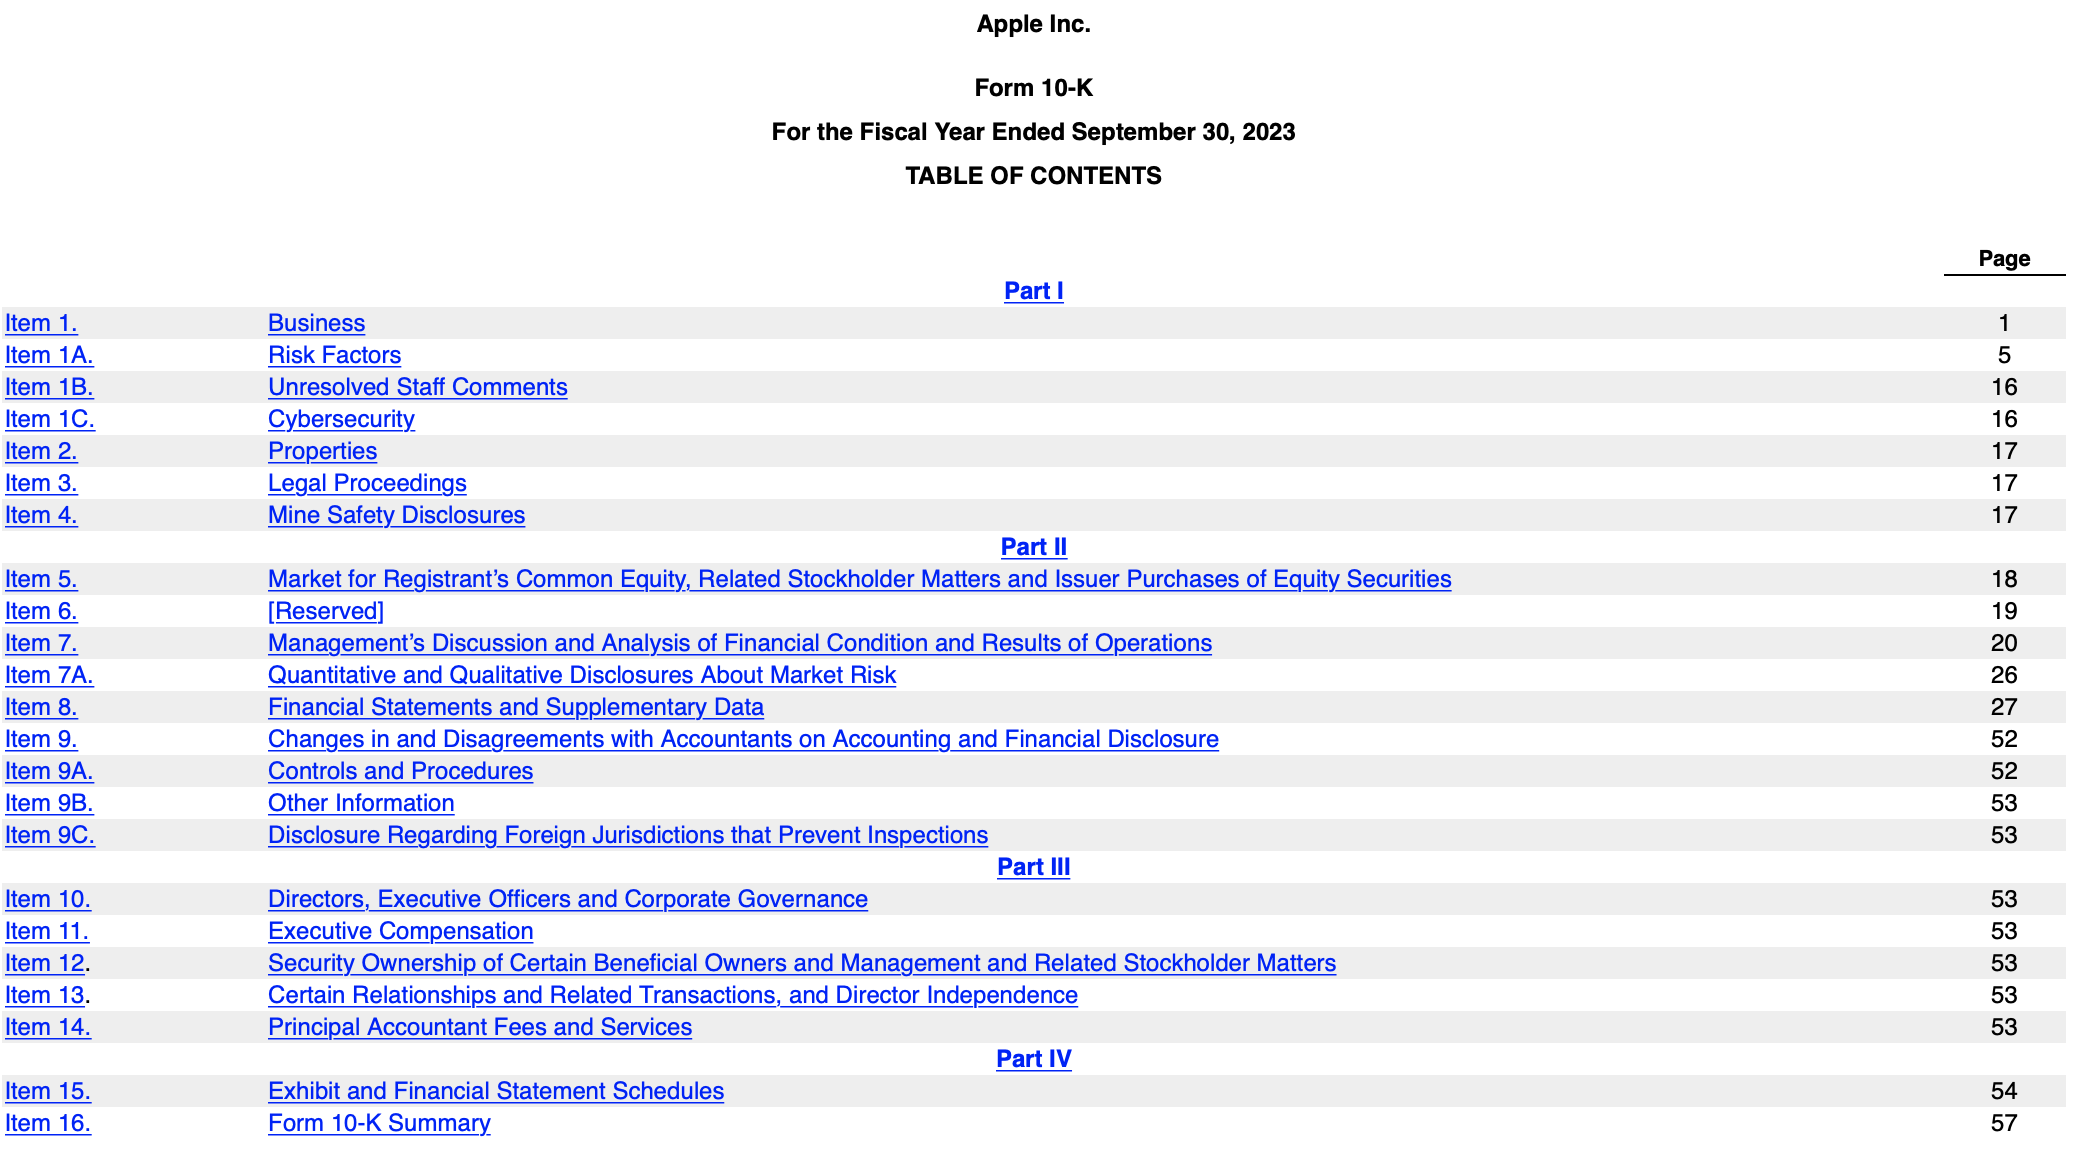 Apple Inc.
Form 10-K
For the Fiscal Year Ended September 30, 2023
TABLE OF CONTENTS
Page
Part I
Item 1. Business 1
Item 1A. Risk Factors 5
Item 1B. Unresolved Staff Comments 16
Item 1C. Cybersecurity 16
Item 2. Properties 17
Item 3. Legal Proceedings 17
Item 4. Mine Safety Disclosures 17
Part II
Item 5. Market for Registrant’s Common Equity, Related Stockholder Matters and Issuer Purchases of Equity Securities 18
Item 6. [Reserved] 19
Item 7. Management’s Discussion and Analysis of Financial Condition and Results of Operations 20
Item 7A. Quantitative and Qualitative Disclosures About Market Risk 26
Item 8. Financial Statements and Supplementary Data 27
Item 9. Changes in and Disagreements with Accountants on Accounting and Financial Disclosure 52
Item 9A. Controls and Procedures 52
Item 9B. Other Information 53
Item 9C. Disclosure Regarding Foreign Jurisdictions that Prevent Inspections 53
Part III
Item 10. Directors, Executive Officers and Corporate Governance 53
Item 11. Executive Compensation 53
Item 12. Security Ownership of Certain Beneficial Owners and Management and Related Stockholder Matters 53
Item 13. Certain Relationships and Related Transactions, and Director Independence 53
Item 14. Principal Accountant Fees and Services 53
Part IV
Item 15. Exhibit and Financial Statement Schedules 54
Item 16. Form 10-K Summary 57